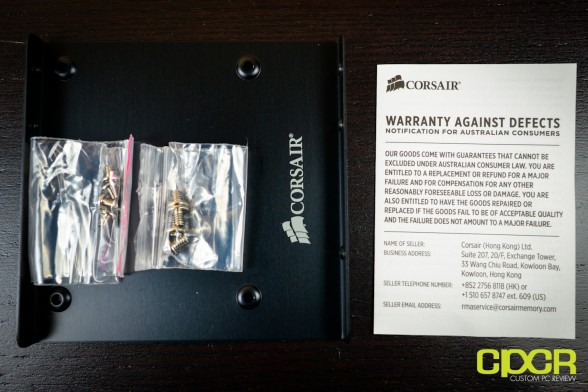 CORSAIR
CORSAIR
WARRANTY AGAINST DEFECTS
NOTIFICATION FOR AUSTRALIAN CONSUMERS
OUR GOODS COME WITH GUARANTEES THAT CANNOT BE
EXCLUDED UNDER AUSTRALIAN CONSUMER LAW. YOU ARE
ENTITLED TO A REPLACEMENT OR REFUND FOR A MAJOR
FAILURE AND FOR COMPENSATION FOR ANY OTHER
REASONABLY FORESEEABLE LOSS OR DAMAGE. YOU ARE
ALSO ENTITLED TO HAVE THE GOODS REPAIRED OR
REPLACED IF THE GOODS FAIL TO BE OF ACCEPTABLE QUALITY
AND THE FAILURE DOES NOT AMOUNT TO A MAJOR FAILURE.
NAME OF SELLER: Corsair (Hong Kong) Ltd.
BUSINESS ADDRESS: Suite 207, 20/F, Exchange Tower,
33 Wang Chiu Road, Kowloon Bay,
Kowloon, Hong Kong
SELLER TELEPHONE NUMBER: +852 2756 8118 (HK) or
+1 510 657 8747 ext. 609 (US)
SELLER EMAIL ADDRESS: rmaservice@corsairmemory.com
CPCR
CUSTOM PC REVIEW